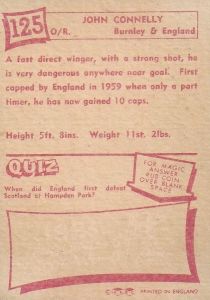 125
O/R.
JOHN CONNELLY
Burnley & England
A fast direct winger, with a strong shot, he
is very dangerous anywhere near goal. First
capped by England in 1959 when only a part
timer, he has now gained 10 caps.
Height 5ft. 8ins. Weight 11st. 2lbs.
QUIZ
When did England first defeat
Scotland at Hampden Park?
FOR MAGIC
ANSWER
RUB COIN
OVER BLANK
SPACE
PRINTED IN ENGLAND